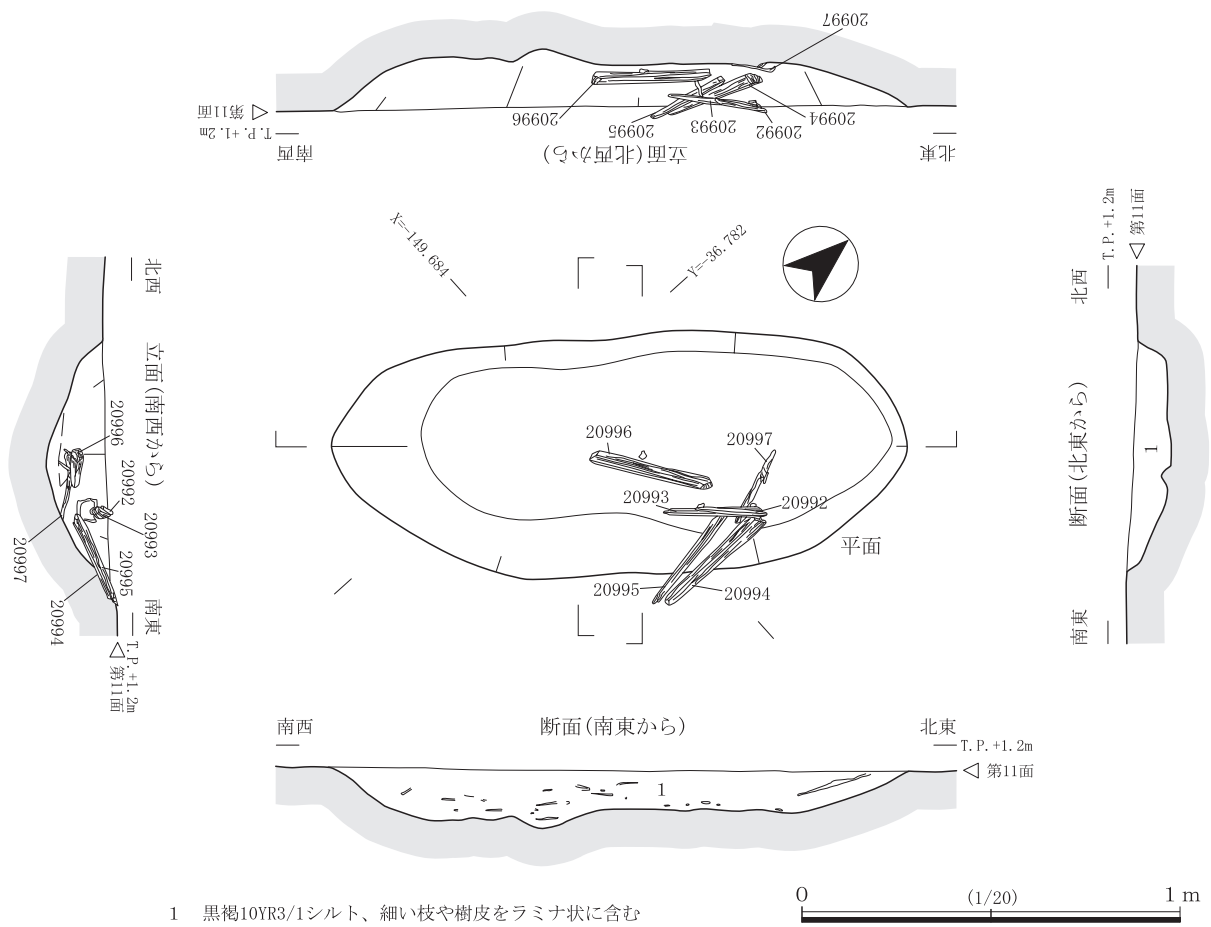 20997
第11面
T.P.+1.2m
20996
20995
20993
20992
20994
南西
立面(北西から)
北東
X=-149.684
Y=-36.782
北西
立面(南西から)
20996
20992
20993
20995
20997
20994
南東
T.P.+1.2m
第11面
20996
20997
20993
20992
平面
20995
20994
T.P.+1.2m
第11面
北西
断面(北東から)
1
南東
南西
断面(南東から)
北東
T.P.+1.2m
第11面
1
1 黒褐10YR3/1シルト、細い枝や樹皮をラミナ状に含む
0 (1/20) 1 m